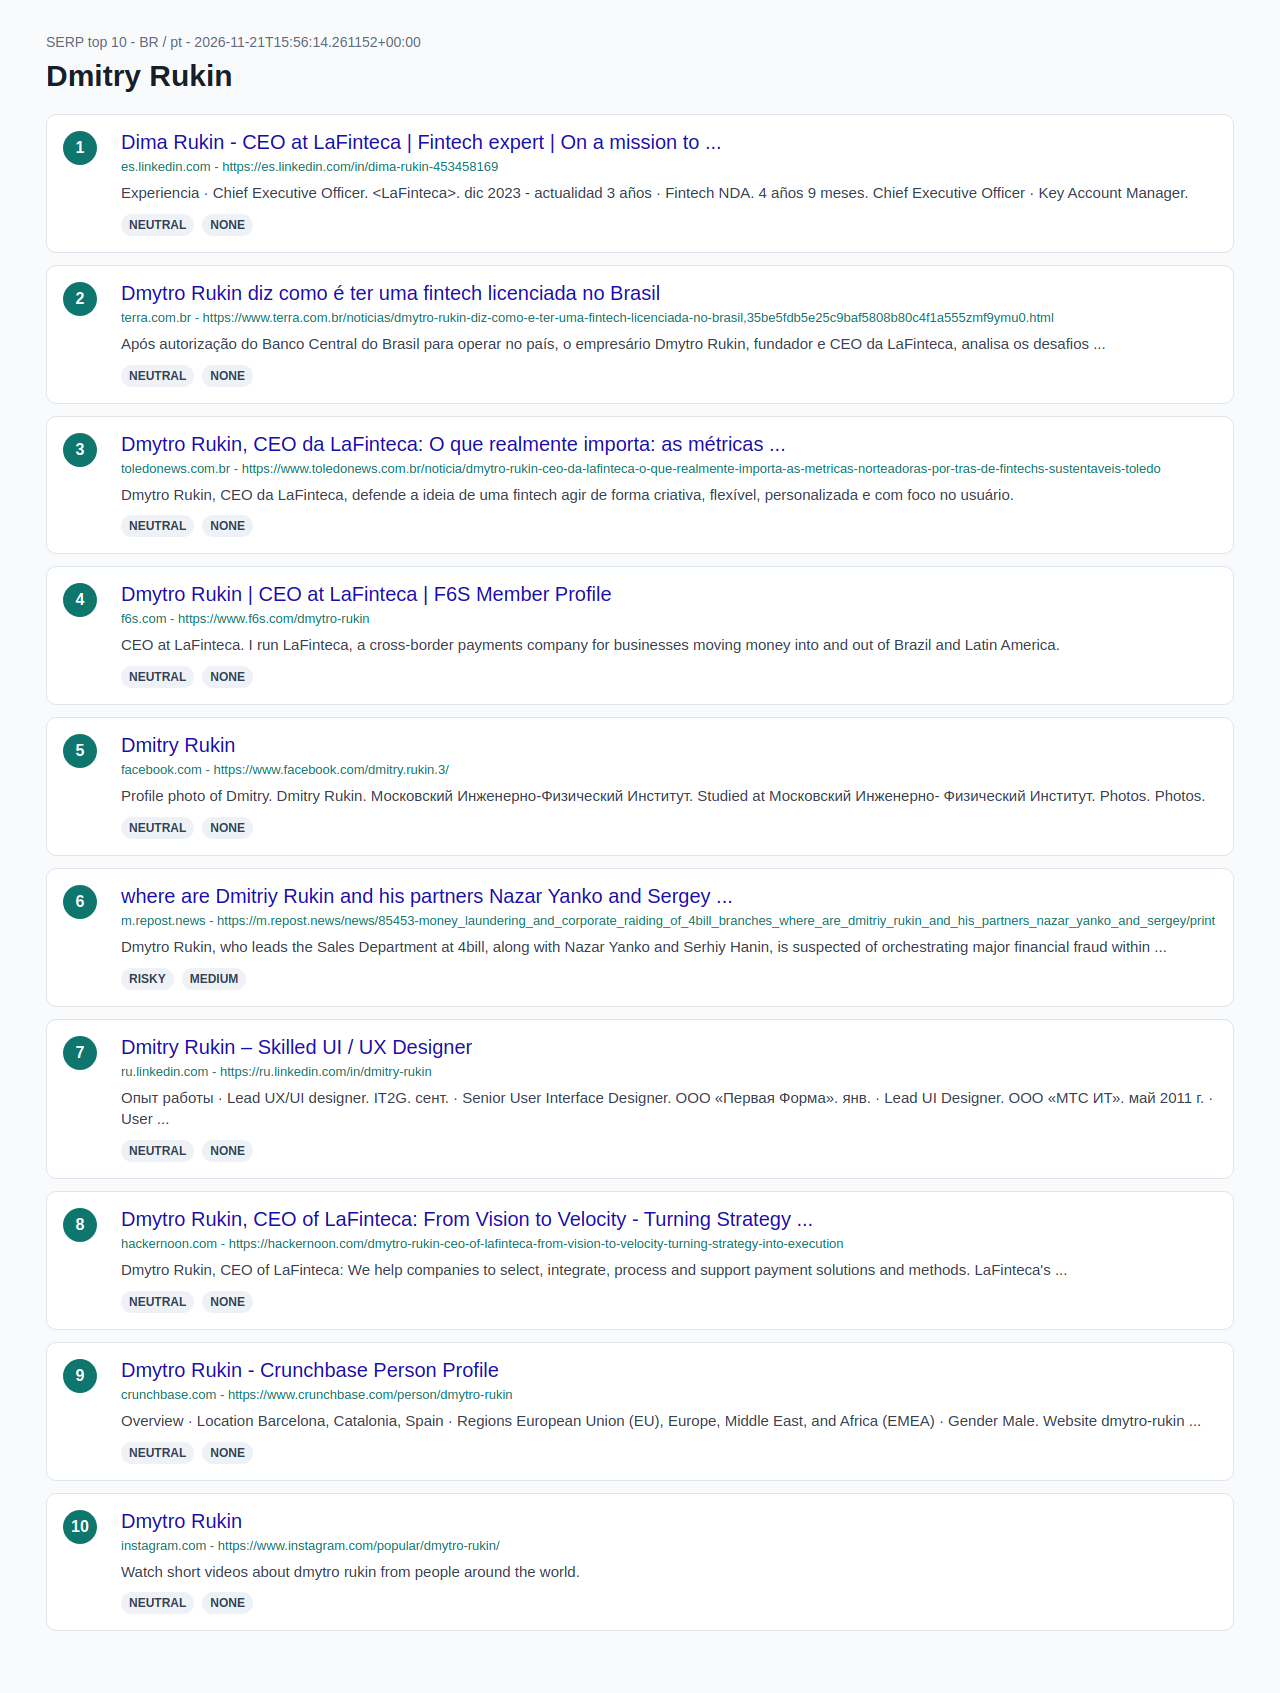 SERP top 10 - BR / pt - 2026-11-21T15:56:14.261152+00:00
Dmitry Rukin
1
Dima Rukin - CEO at LaFinteca | Fintech expert | On a mission to ...
es.linkedin.com - https://es.linkedin.com/in/dima-rukin-453458169
Experiencia · Chief Executive Officer. <LaFinteca>. dic 2023 - actualidad 3 años · Fintech NDA. 4 años 9 meses. Chief Executive Officer · Key Account Manager.
NEUTRAL NONE
2
Dmytro Rukin diz como é ter uma fintech licenciada no Brasil
terra.com.br - https://www.terra.com.br/noticias/dmytro-rukin-diz-como-e-ter-uma-fintech-licenciada-no-brasil,35be5fdb5e25c9baf5808b80c4f1a555zmf9ymu0.html
Após autorização do Banco Central do Brasil para operar no país, o empresário Dmytro Rukin, fundador e CEO da LaFinteca, analisa os desafios ...
NEUTRAL NONE
3
Dmytro Rukin, CEO da LaFinteca: O que realmente importa: as métricas ...
toledonews.com.br - https://www.toledonews.com.br/noticia/dmytro-rukin-ceo-da-lafinteca-o-que-realmente-importa-as-metricas-norteadoras-por-tras-de-fintechs-sustentaveis-toledo
Dmytro Rukin, CEO da LaFinteca, defende a ideia de uma fintech agir de forma criativa, flexível, personalizada e com foco no usuário.
NEUTRAL NONE
4
Dmytro Rukin | CEO at LaFinteca | F6S Member Profile
f6s.com - https://www.f6s.com/dmytro-rukin
CEO at LaFinteca. I run LaFinteca, a cross-border payments company for businesses moving money into and out of Brazil and Latin America.
NEUTRAL NONE
5
Dmitry Rukin
facebook.com - https://www.facebook.com/dmitry.rukin.3/
Profile photo of Dmitry. Dmitry Rukin. Московский Инженерно-Физический Институт. Studied at Московский Инженерно- Физический Институт. Photos. Photos.
NEUTRAL NONE
6
where are Dmitriy Rukin and his partners Nazar Yanko and Sergey ...
m.repost.news - https://m.repost.news/news/85453-money_laundering_and_corporate_raiding_of_4bill_branches_where_are_dmitriy_rukin_and_his_partners_nazar_yanko_and_sergey/print
Dmytro Rukin, who leads the Sales Department at 4bill, along with Nazar Yanko and Serhiy Hanin, is suspected of orchestrating major financial fraud within ...
RISKY MEDIUM
7
Dmitry Rukin – Skilled UI / UX Designer
ru.linkedin.com - https://ru.linkedin.com/in/dmitry-rukin
Опыт работы · Lead UX/UI designer. IT2G. сент. · Senior User Interface Designer. ООО «Первая Форма». янв. · Lead UI Designer. ООО «МТС ИТ». май 2011 г. ·
User ...
NEUTRAL NONE
8
Dmytro Rukin, CEO of LaFinteca: From Vision to Velocity - Turning Strategy ...
hackernoon.com - https://hackernoon.com/dmytro-rukin-ceo-of-lafinteca-from-vision-to-velocity-turning-strategy-into-execution
Dmytro Rukin, CEO of LaFinteca: We help companies to select, integrate, process and support payment solutions and methods. LaFinteca's ...
NEUTRAL NONE
9
Dmytro Rukin - Crunchbase Person Profile
crunchbase.com - https://www.crunchbase.com/person/dmytro-rukin
Overview · Location Barcelona, Catalonia, Spain · Regions European Union (EU), Europe, Middle East, and Africa (EMEA) · Gender Male. Website dmytro-rukin ...
NEUTRAL NONE
10
Dmytro Rukin
instagram.com - https://www.instagram.com/popular/dmytro-rukin/
Watch short videos about dmytro rukin from people around the world.
NEUTRAL NONE